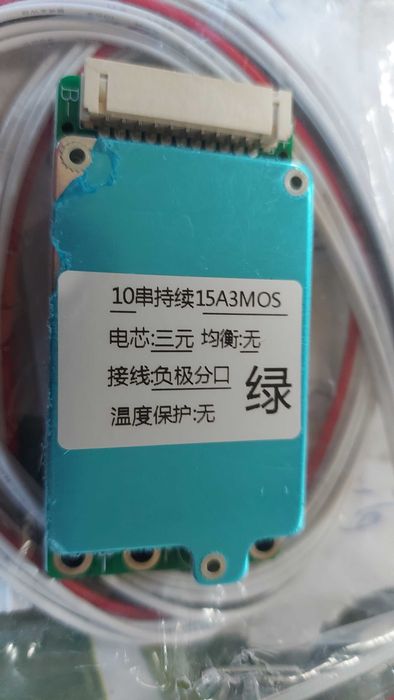 B-
10串持续15A3MOS
电芯:三元 均衡:无
接线:负极分口
温度保护:无
绿